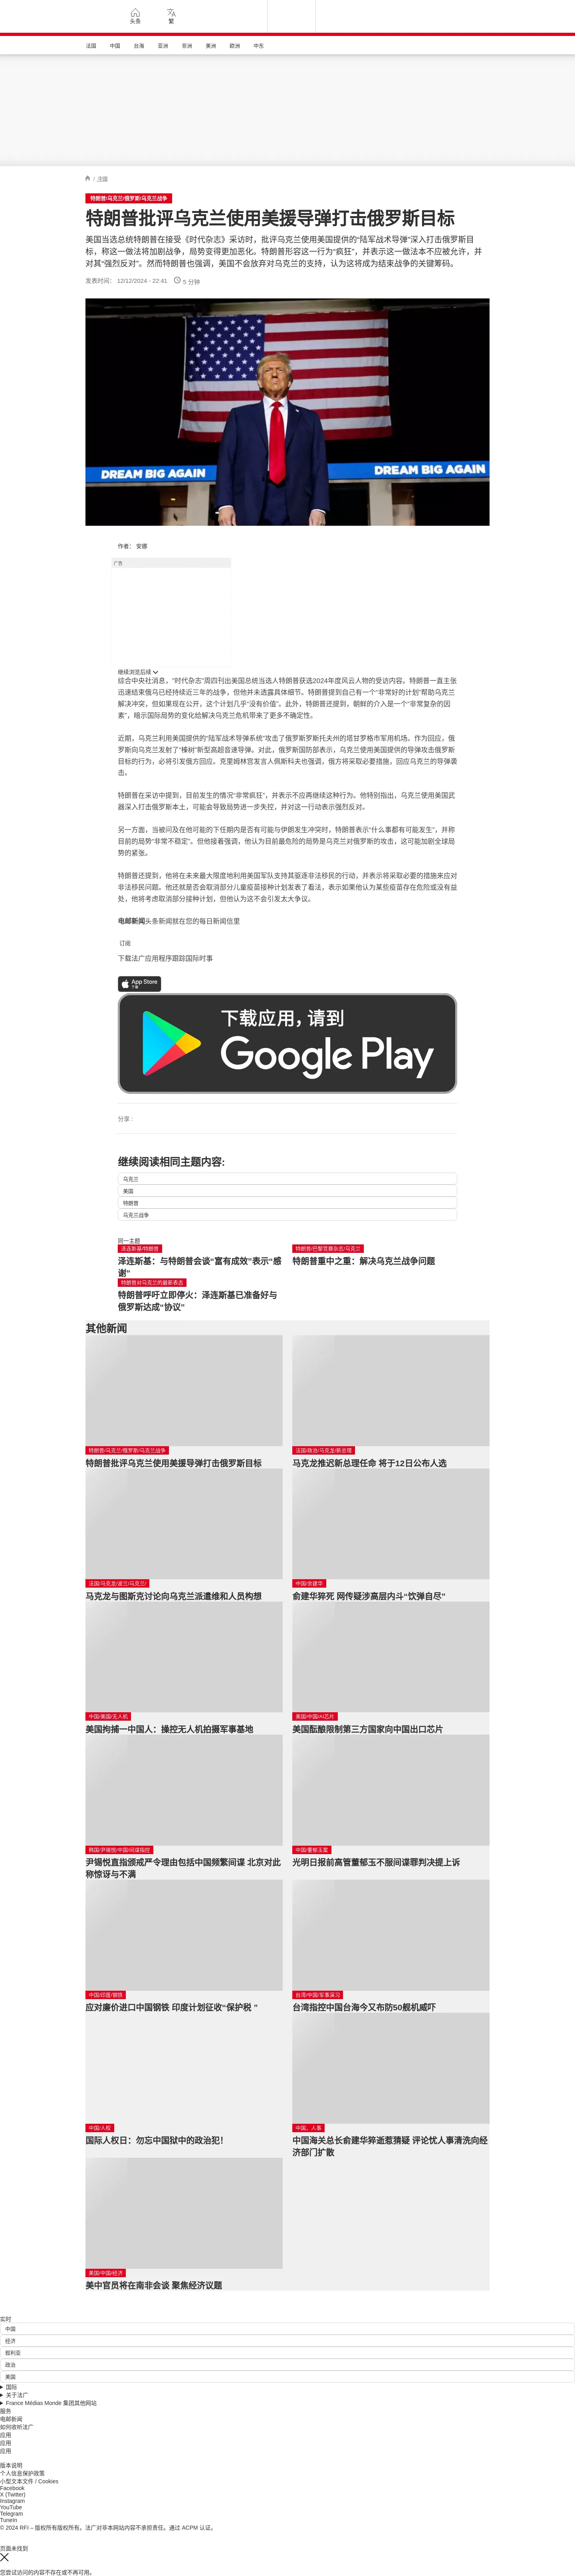 头条
繁
法国
中国
台海
亚洲
非洲
美洲
欧洲
中东
/ 中国
特朗普/乌克兰/俄罗斯/乌克兰战争
特朗普批评乌克兰使用美援导弹打击俄罗斯目标
美国当选总统特朗普在接受《时代杂志》采访时，批评乌克兰使用美国提供的“陆军战术导弹”深入打击俄罗斯目
标，称这一做法将加剧战争，局势变得更加恶化。特朗普形容这一行为“疯狂”，并表示这一做法本不应被允许，并
对其“强烈反对”。然而特朗普也强调，美国不会放弃对乌克兰的支持，认为这将成为结束战争的关键筹码。
发表时间： 12/12/2024 - 22:41
5 分钟
DREAM BIG AGAIN
DREAM BIG AGAIN
作者： 安娜
广告
继续浏览后续
综合中央社消息，“时代杂志”周四刊出美国总统当选人特朗普获选2024年度风云人物的受访内容。特朗普一直主张
迅速结束俄乌已经持续近三年的战争，但他并未透露具体细节。特朗普提到自己有一个“非常好的计划”帮助乌克兰
解决冲突，但如果现在公开，这个计划几乎“没有价值”。此外，特朗普还提到，朝鲜的介入是一个“非常复杂的因
素”，暗示国际局势的变化给解决乌克兰危机带来了更多不确定性。
近期，乌克兰利用美国提供的“陆军战术导弹系统”攻击了俄罗斯罗斯托夫州的塔甘罗格市军用机场。作为回应，俄
罗斯向乌克兰发射了“榛树”新型高超音速导弹。对此，俄罗斯国防部表示，乌克兰使用美国提供的导弹攻击俄罗斯
目标的行为，必将引发俄方回应。克里姆林宫发言人佩斯科夫也强调，俄方将采取必要措施，回应乌克兰的导弹袭
击。
特朗普在采访中提到，目前发生的情况“非常疯狂”，并表示不应再继续这种行为。他特别指出，乌克兰使用美国武
器深入打击俄罗斯本土，可能会导致局势进一步失控，并对这一行动表示强烈反对。
另一方面，当被问及在他可能的下任期内是否有可能与伊朗发生冲突时，特朗普表示“什么事都有可能发生”，并称
目前的局势“非常不稳定”。但他接着强调，他认为目前最危险的局势是乌克兰对俄罗斯的攻击，这可能加剧全球局
势的紧张。
特朗普还提到，他将在未来最大限度地利用美国军队支持其驱逐非法移民的行动，并表示将采取必要的措施来应对
非法移民问题。他还就是否会取消部分儿童疫苗接种计划发表了看法，表示如果他认为某些疫苗存在危险或没有益
处，他将考虑取消部分接种计划，但他认为这不会引发太大争议。
电邮新闻头条新闻就在您的每日新闻信里
订阅
下载法广应用程序跟踪国际时事
App Store
下载
下载应用，请到
Google Play
分享 :
继续阅读相同主题内容:
乌克兰
美国
特朗普
乌克兰战争
同一主题
泽连斯基/特朗普
泽连斯基：与特朗普会谈“富有成效”表示“感
谢”
特朗普/巴黎竞赛杂志/乌克兰
特朗普重中之重：解决乌克兰战争问题
特朗普对乌克兰的最新表态
特朗普呼吁立即停火：泽连斯基已准备好与
俄罗斯达成“协议”
其他新闻
特朗普/乌克兰/俄罗斯/乌克兰战争
特朗普批评乌克兰使用美援导弹打击俄罗斯目标
法国/政治/马克龙/新总理
马克龙推迟新总理任命 将于12日公布人选
法国/马克龙/波兰/乌克兰/
马克龙与图斯克讨论向乌克兰派遣维和人员构想
中国/俞建华
俞建华猝死 网传疑涉高层内斗“饮弹自尽”
中国/美国/无人机
美国拘捕一中国人：操控无人机拍摄军事基地
美国/中国/AI芯片
美国酝酿限制第三方国家向中国出口芯片
韩国/尹锡悦/中国/间谍指控
尹锡悦直指颁戒严令理由包括中国频繁间谍 北京对此
称惊讶与不满
中国/董郁玉案
光明日报前高管董郁玉不服间谍罪判决提上诉
中国/印度/钢铁
应对廉价进口中国钢铁 印度计划征收“保护税 ”
台湾/中国/军事演习
台湾指控中国台海今又布防50舰机威吓
中国/人权
国际人权日：勿忘中国狱中的政治犯！
中国，人事
中国海关总长俞建华猝逝惹猜疑 评论忧人事清洗向经
济部门扩散
美国/中国/经济
美中官员将在南非会谈 聚焦经济议题
实时
中国
经济
叙利亚
政治
美国
国际
关于法广
France Médias Monde 集团其他网站
服务
电邮新闻
如何收听法广
应用
应用
应用
版本说明
个人信息保护政策
小型文本文件 / Cookies
Facebook
X (Twitter)
Instagram
YouTube
Telegram
TuneIn
© 2024 RFI – 版权所有版权所有。法广对非本网站内容不承担责任。通过 ACPM 认证。
页面未找到
您尝试访问的内容不存在或不再可用。